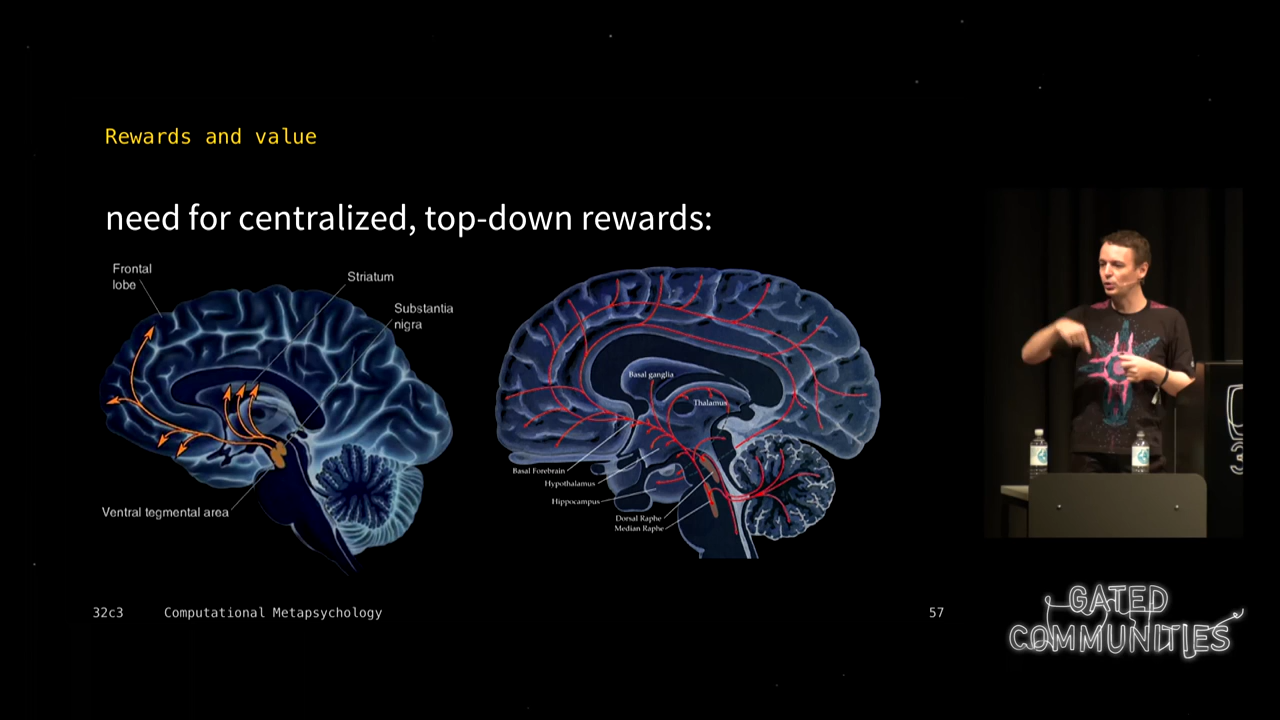 Rewards and value
need for centralized, top-down rewards:
Frontal
lobe
Striatum
Substantia
nigra
Ventral tegmental area
Basal ganglia
Thalamus
Basal Forebrain
Hypothalamus
Hippocampus
Dorsal Raphe
Median Raphe
32c3
Computational Metapsychology
57
GATED
COMMUNITIES